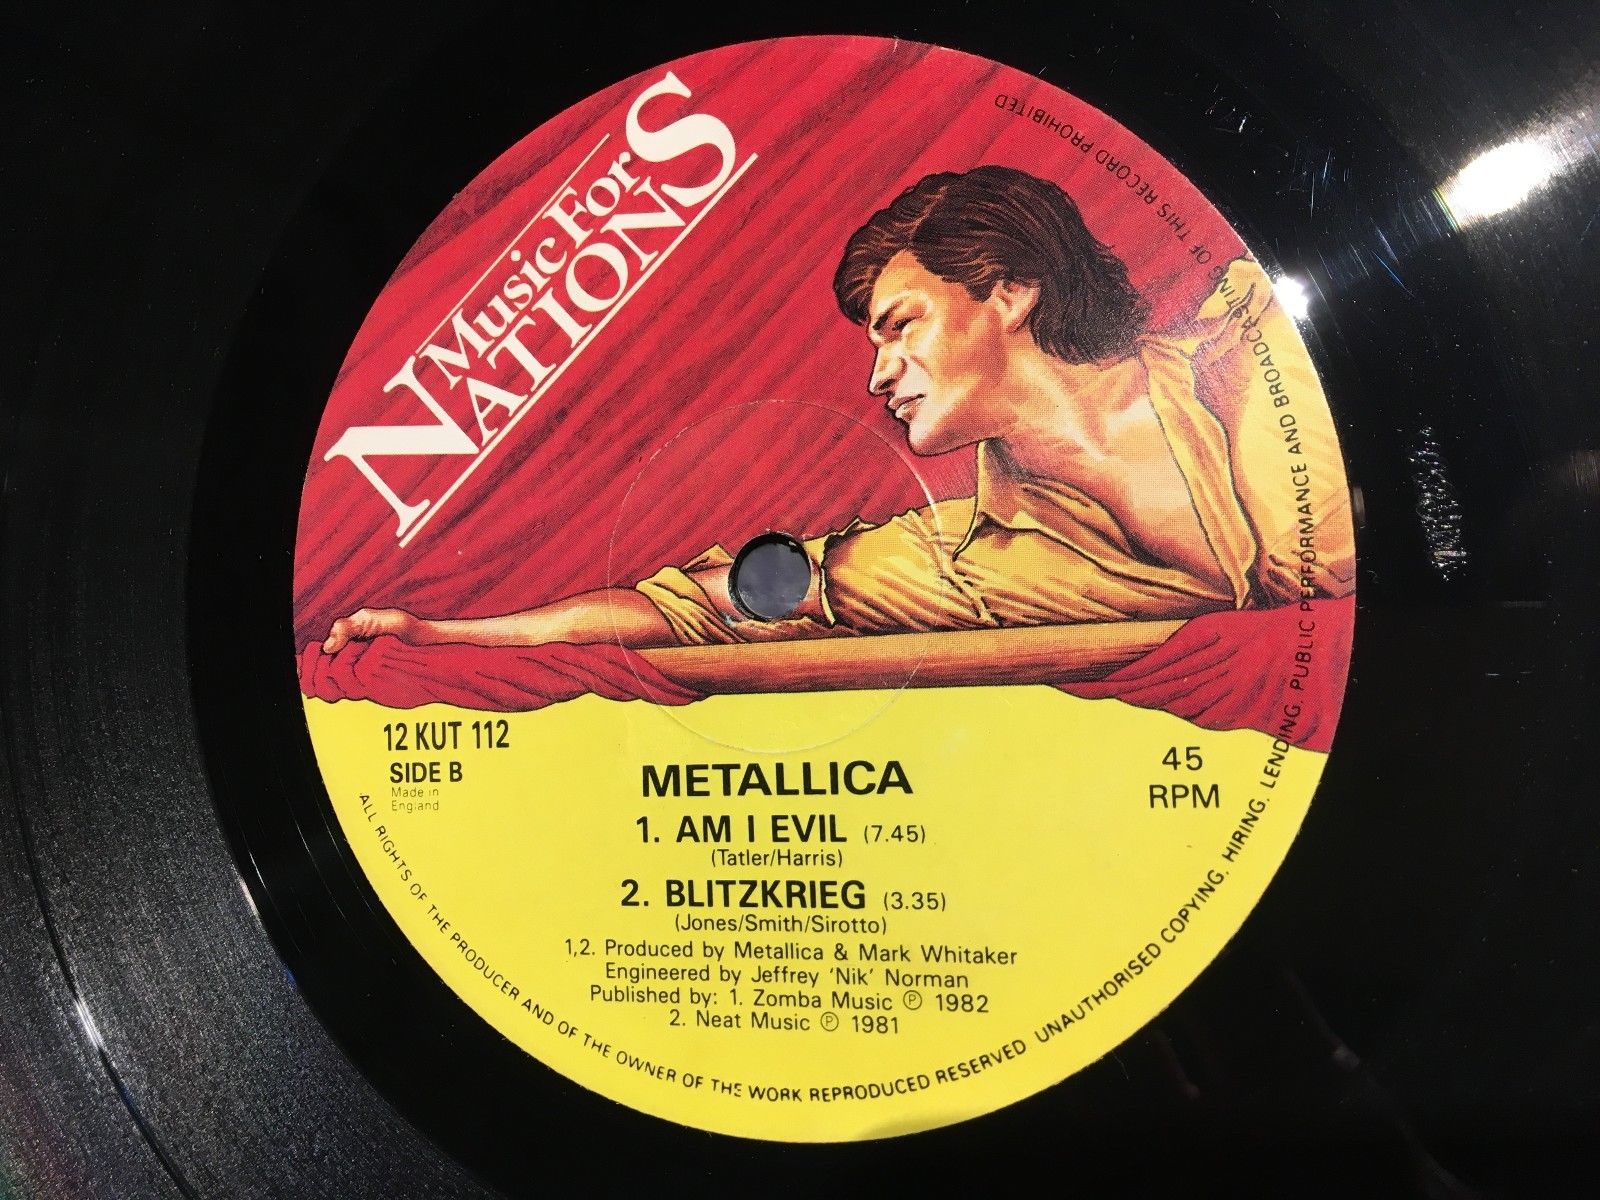 Music For
NATIONS
12 KUT 112
SIDE B
Made in
England
45
RPM
METALLICA
1. AM I EVIL (7.45)
(Tatler/Harris)
2. BLITZKRIEG (3.35)
(Jones/Smith/Sirotto)
1,2. Produced by Metallica & Mark Whitaker
Engineered by Jeffrey 'Nik' Norman
Published by: 1. Zomba Music ℗ 1982
2. Neat Music ℗ 1981
ALL RIGHTS OF THE PRODUCER AND OF THE OWNER OF THE WORK REPRODUCED RESERVED. UNAUTHORISED COPYING, HIRING, LENDING, PUBLIC PERFORMANCE AND BROADCASTING OF THIS RECORD PROHIBITED